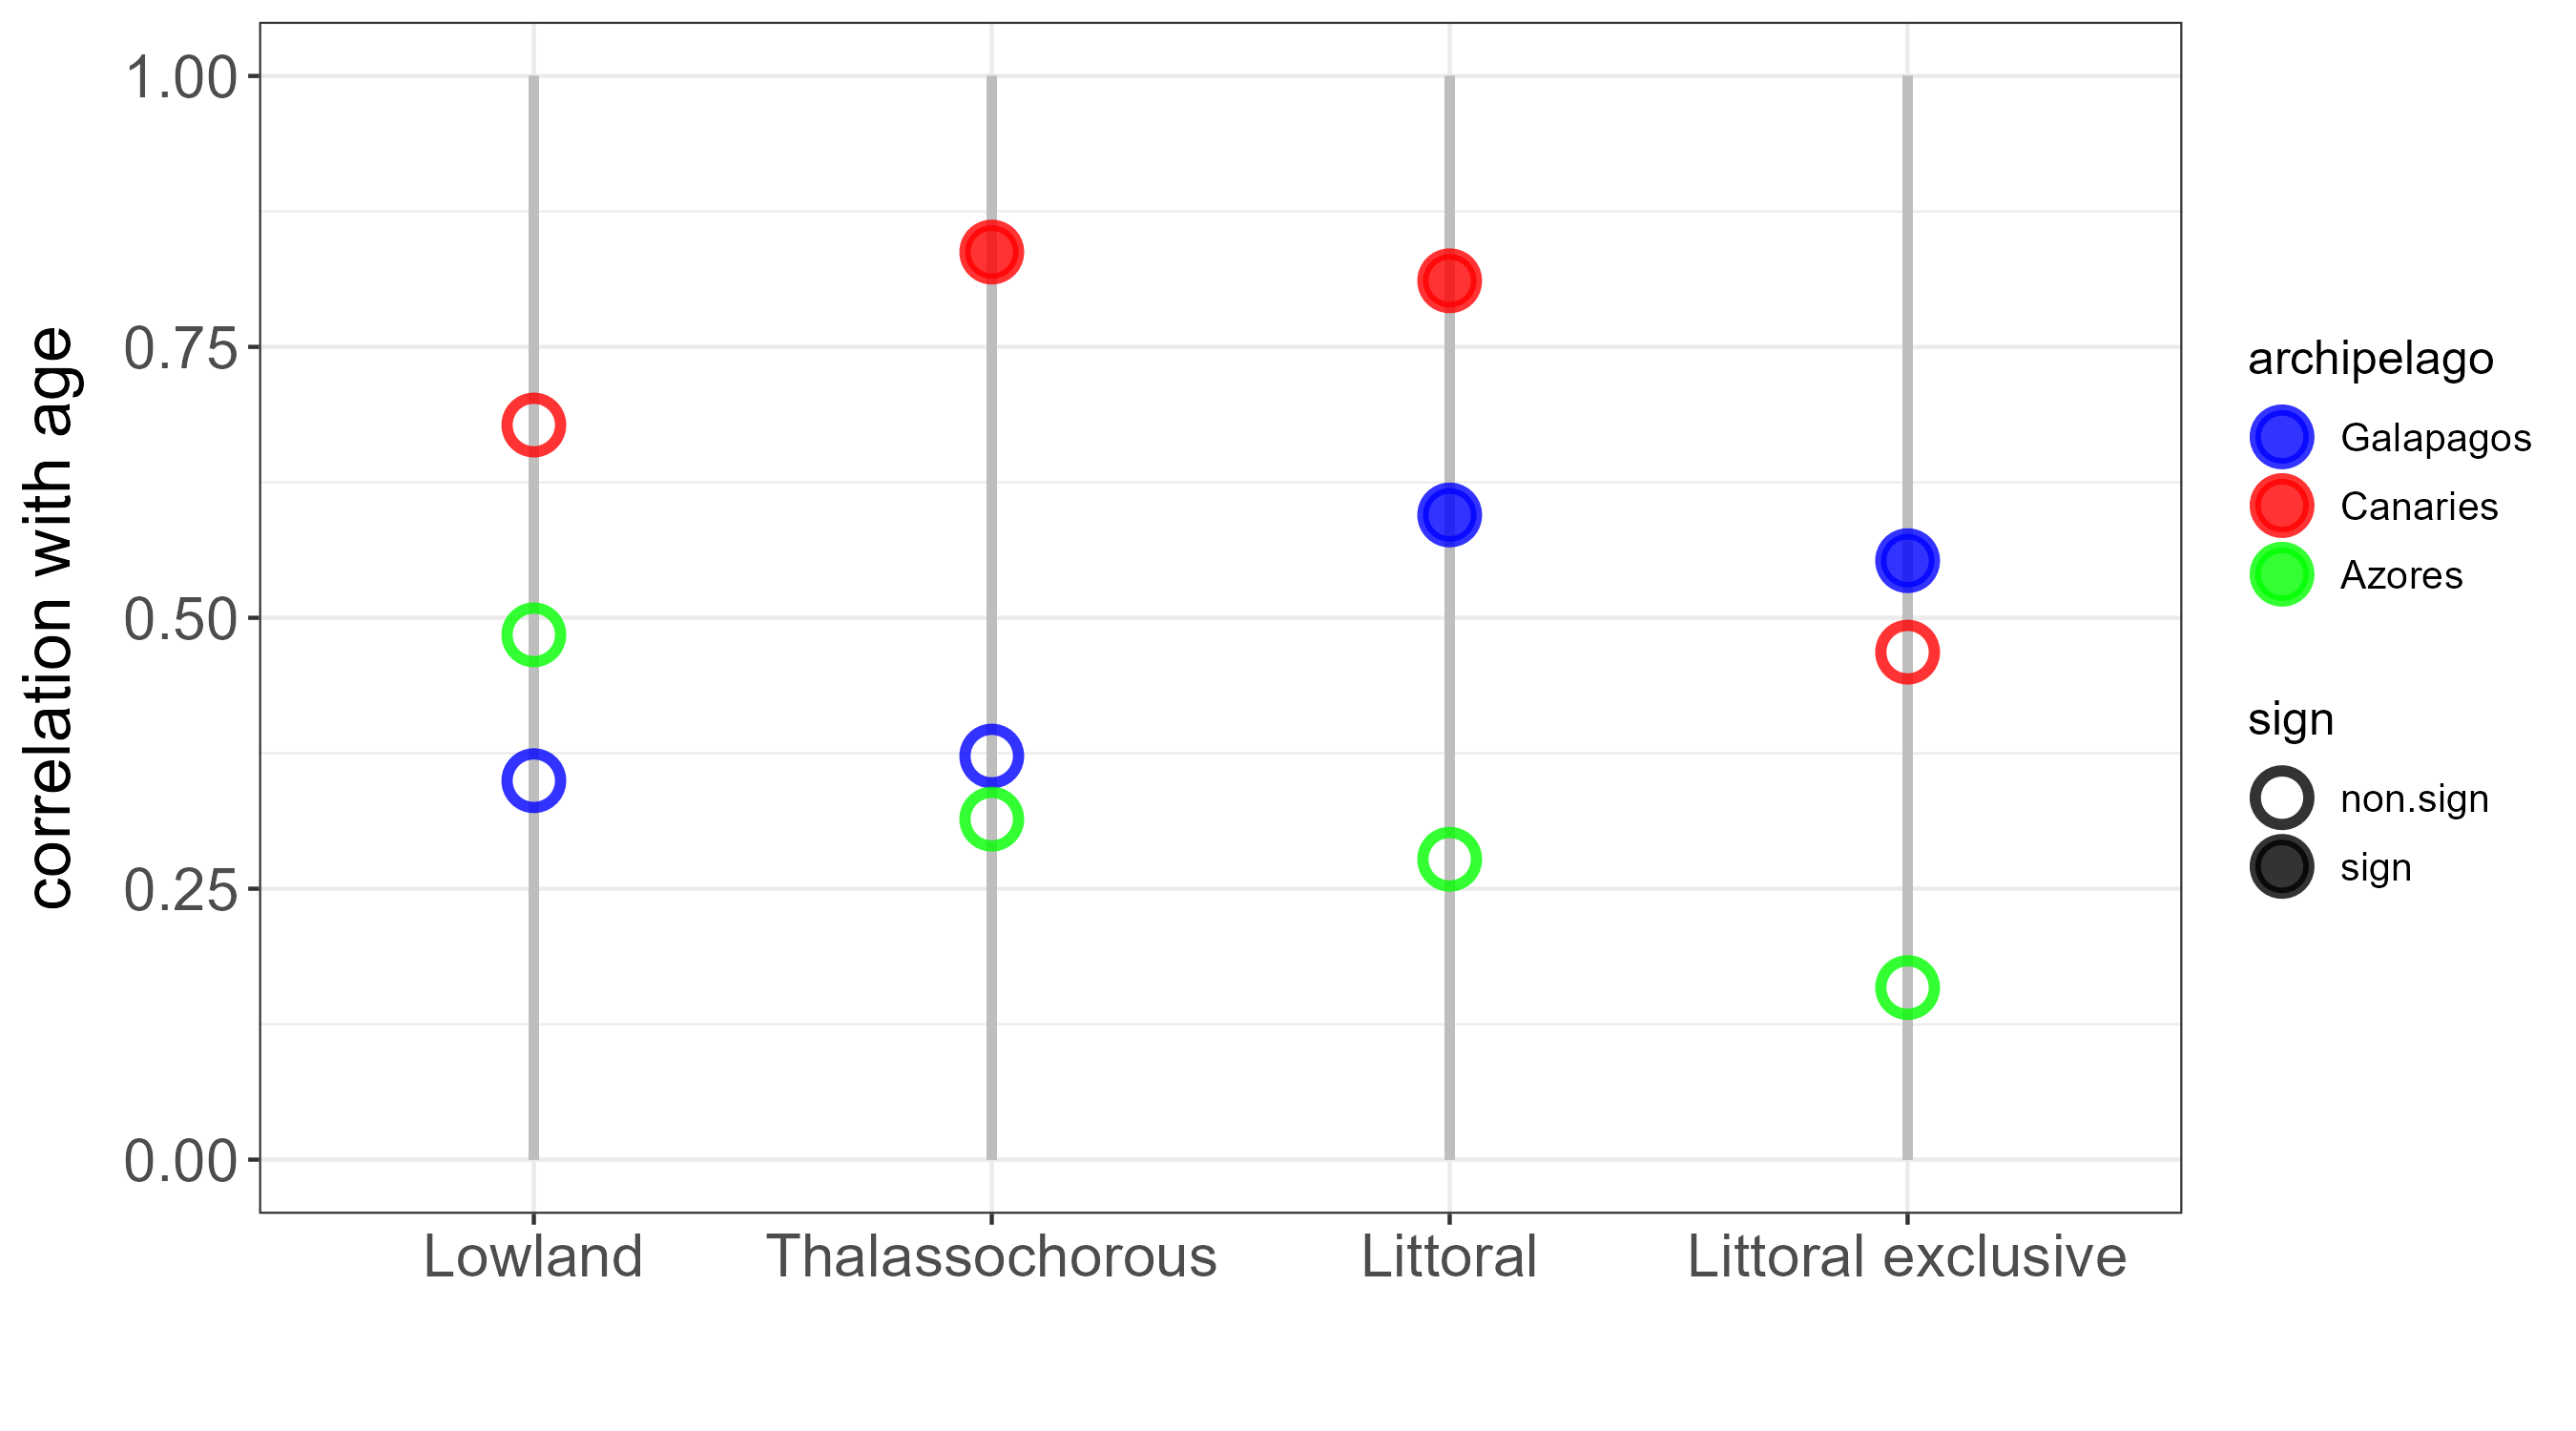 correlation with age
1.00
0.75
0.50
0.25
0.00
Lowland
Thalassochorous
Littoral
Littoral exclusive
archipelago
Galapagos
Canaries
Azores
sign
non.sign
sign